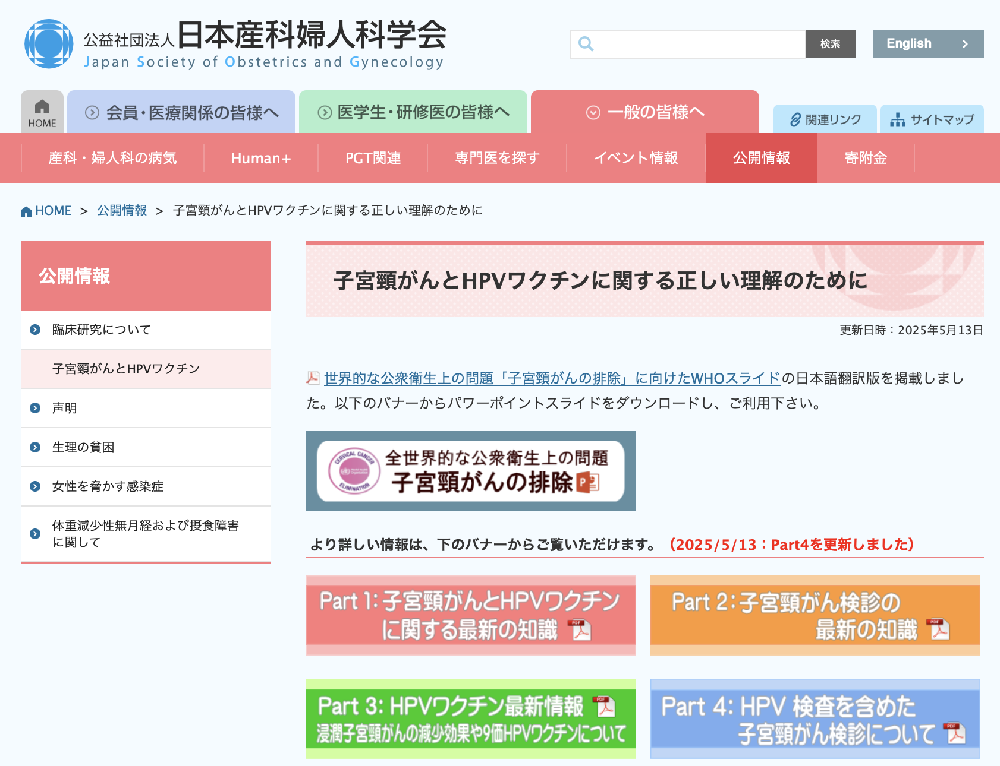 公益社団法人日本産科婦人科学会
Japan Society of Obstetrics and Gynecology
検索
English
HOME
会員・医療関係の皆様へ
医学生・研修医の皆様へ
一般の皆様へ
関連リンク
サイトマップ
産科・婦人科の病気
Human+
PGT関連
専門医を探す
イベント情報
公開情報
寄附金
HOME > 公開情報 > 子宮頸がんとHPVワクチンに関する正しい理解のために
公開情報
臨床研究について
子宮頸がんとHPVワクチン
声明
生理の貧困
女性を脅かす感染症
体重減少性無月経および摂食障害
に関して
子宮頸がんとHPVワクチンに関する正しい理解のために
更新日時：2025年5月13日
世界的な公衆衛生上の問題「子宮頸がんの排除」に向けたWHOスライドの日本語翻訳版を掲載しまし
た。以下のバナーからパワーポイントスライドをダウンロードし、ご利用下さい。
CERVICAL CANCER
World Health
Organization
ELIMINATION
全世界的な公衆衛生上の問題
子宮頸がんの排除
P
より詳しい情報は、下のバナーからご覧いただけます。（2025/5/13：Part4を更新しました）
Part 1: 子宮頸がんとHPVワクチン
に関する最新の知識
PDF
Part 2: 子宮頸がん検診の
最新の知識
PDF
Part 3: HPVワクチン最新情報
PDF
浸潤子宮頸がんの減少効果や9価HPVワクチンについて
Part 4: HPV 検査を含めた
子宮頸がん検診について
PDF